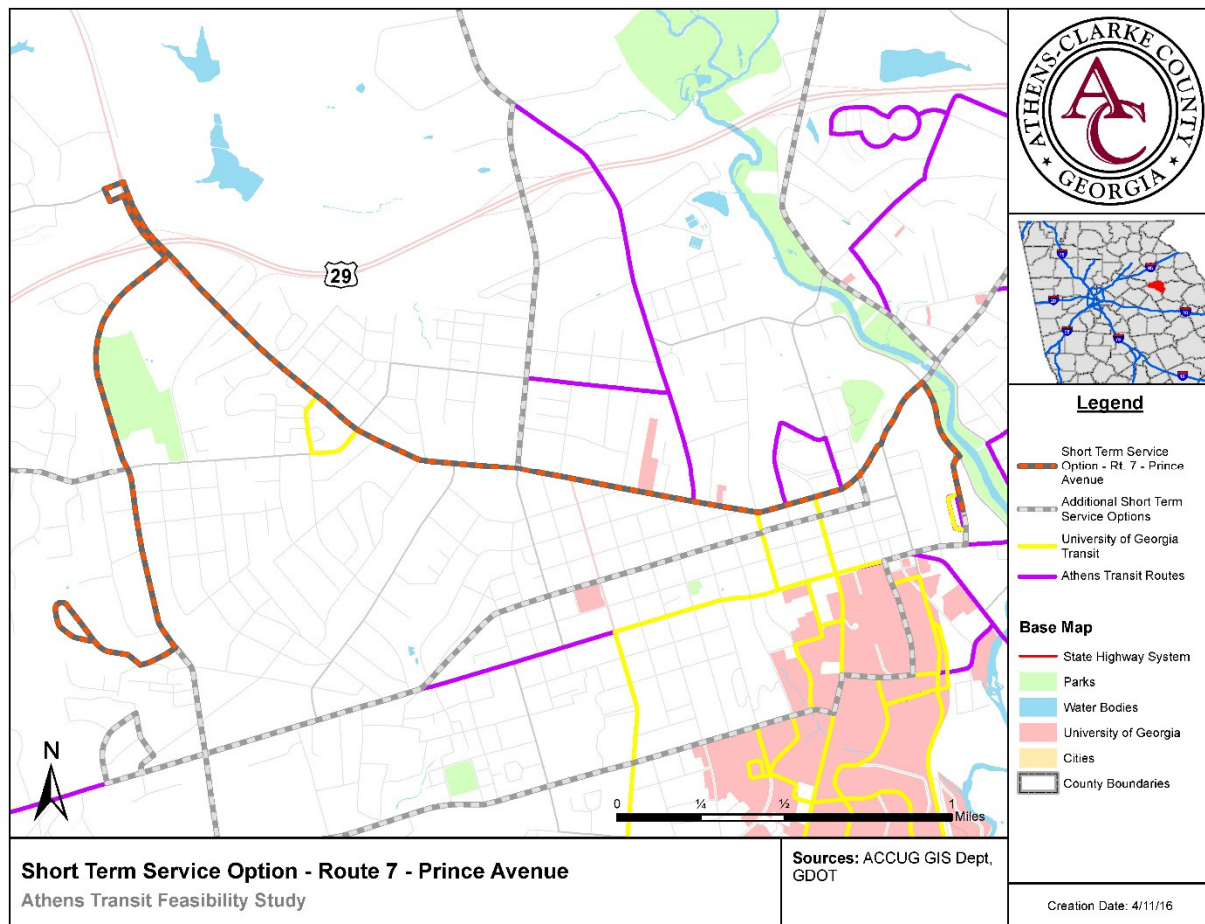 29
N
0
¼
½
1
Miles
ATHENS-CLARKE COUNTY
AC
GEORGIA
Legend
Short Term Service
Option - Rt. 7 - Prince
Avenue
Additional Short Term
Service Options
University of Georgia
Transit
Athens Transit Routes
Base Map
State Highway System
Parks
Water Bodies
University of Georgia
Cities
County Boundaries
Short Term Service Option - Route 7 - Prince Avenue
Athens Transit Feasibility Study
Sources: ACCUG GIS Dept,
GDOT
Creation Date: 4/11/16